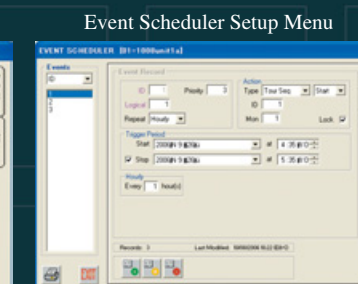 Event Scheduler Setup Menu
EVENT SCHEDULER
Events
ID
1
2
3
Event Record
ID 1 Priority 3
Logical 1
Repeat Hourly
Action
Type Tour Seq Start
ID 1
Mon 1 Lock
Trigger Period
Start at
Stop at
Hourly
Every 1 hour(s)
Records: 3 Last Modified:
EXIT